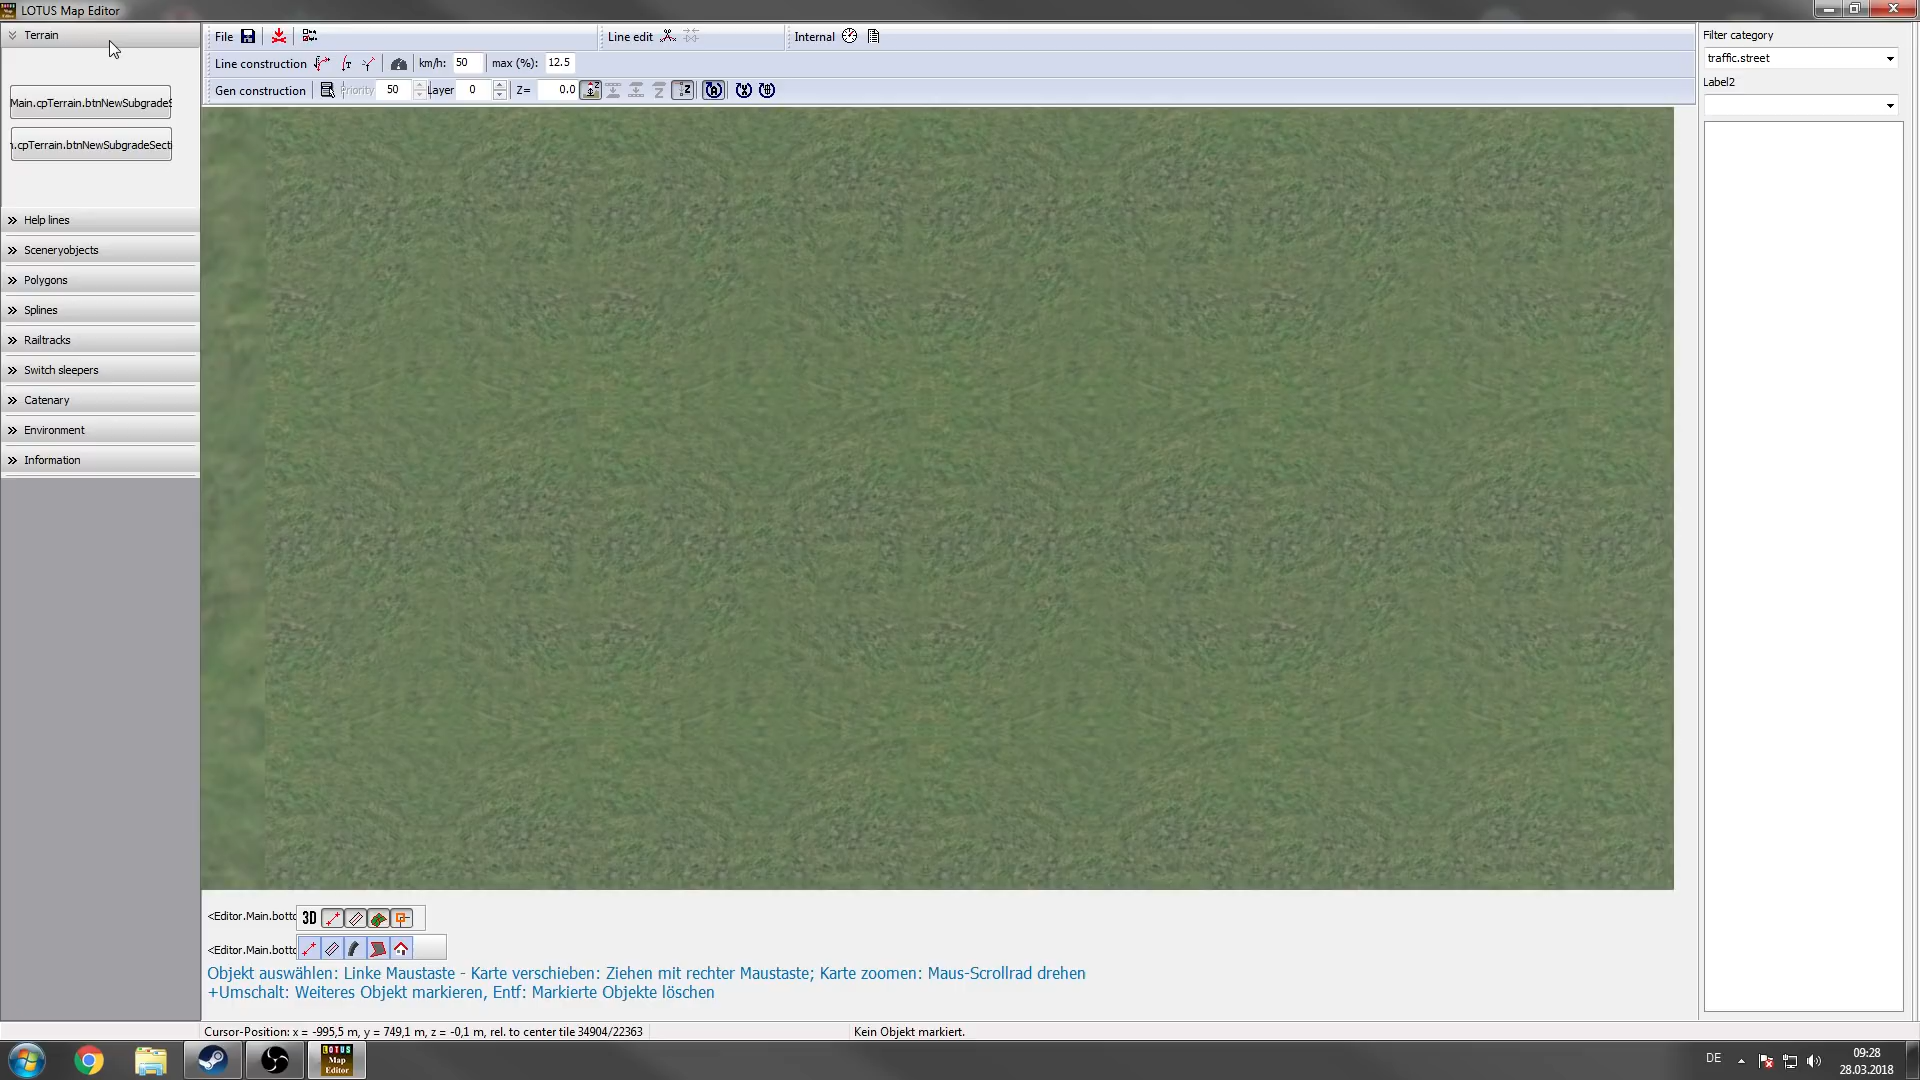 LOTUS Map Editor
Terrain
Main.cpTerrain.btnNewSubgradeS
.cpTerrain.btnNewSubgradeSecti
Help lines
Sceneryobjects
Polygons
Splines
Railtracks
Switch sleepers
Catenary
Environment
Information
File
Line edit
Internal
Line construction
km/h: 50
max (%): 12.5
Gen construction
Priority 50
Layer 0
Z= 0.0
Filter category
traffic.street
Label2
<Editor.Main.botto
3D
<Editor.Main.botto
Objekt auswählen: Linke Maustaste - Karte verschieben: Ziehen mit rechter Maustaste; Karte zoomen: Maus-Scrollrad drehen
+Umschalt: Weiteres Objekt markieren, Entf: Markierte Objekte löschen
Cursor-Position: x = -995,5 m, y = 749,1 m, z = -0,1 m, rel. to center tile 34904/22363
Kein Objekt markiert.
LOTUS
Map
Editor
DE
09:28
28.03.2018